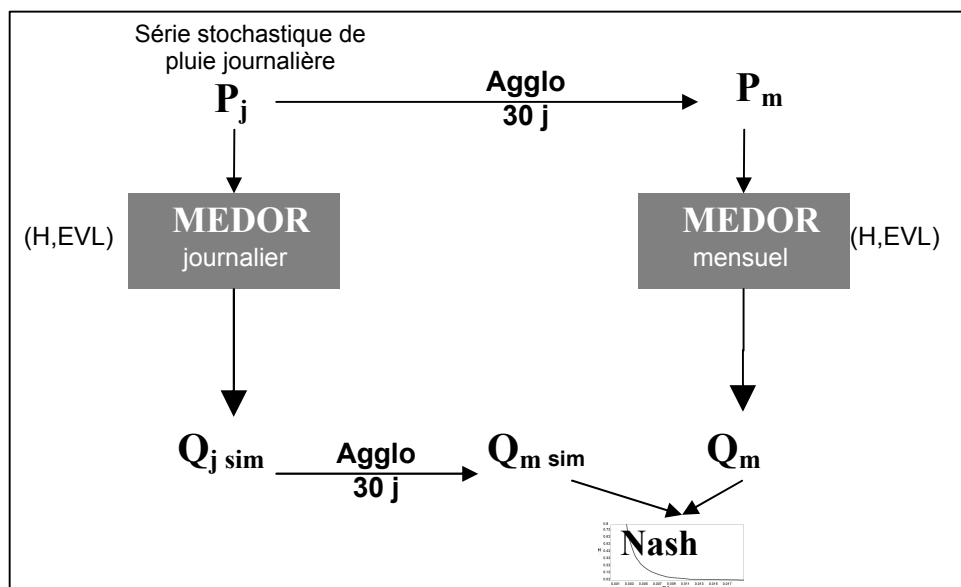 Série stochastique de
pluie journalière
Pj
Agglo
30 j
Pm
(H,EVL)
MEDOR
journalier
MEDOR
mensuel
(H,EVL)
Qj sim
Agglo
30 j
Qm sim
Qm
Nash
H